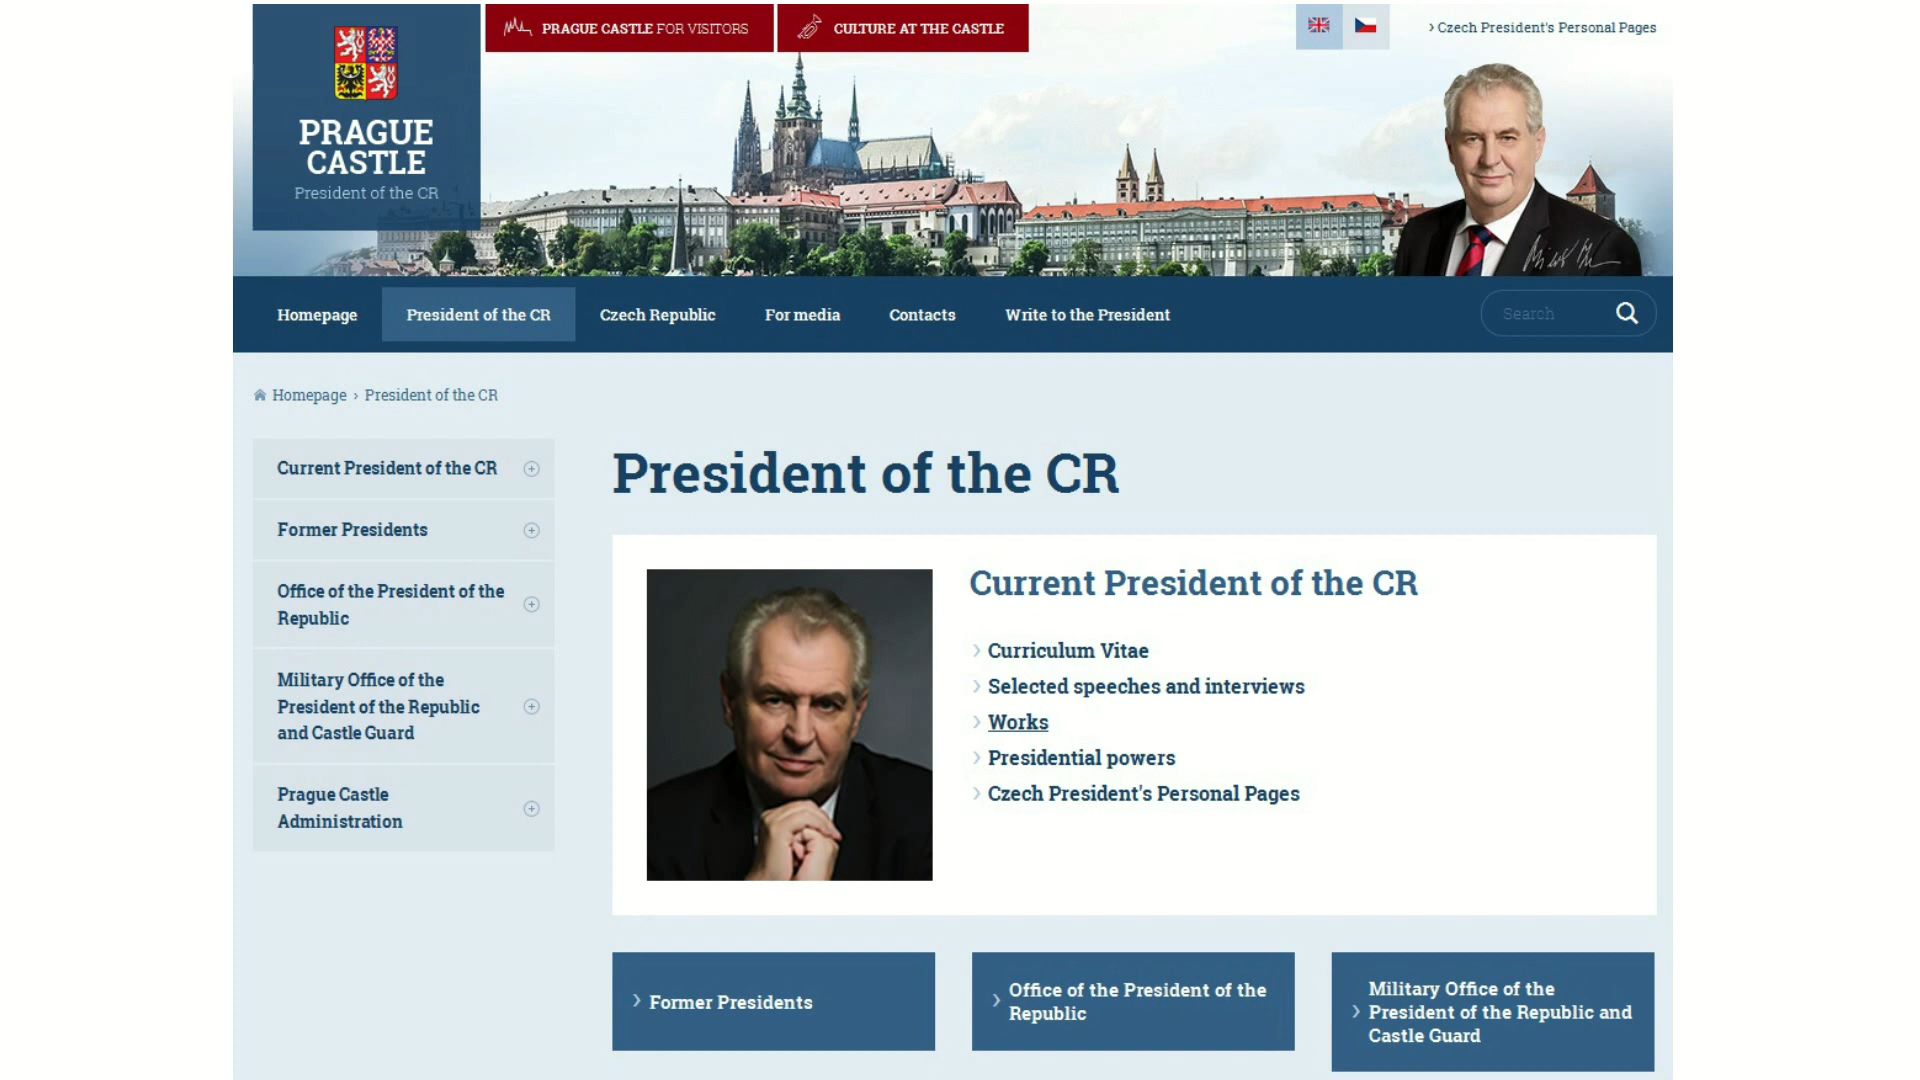 PRAGUE CASTLE FOR VISITORS
CULTURE AT THE CASTLE
› Czech President's Personal Pages
PRAGUE
CASTLE
President of the CR
Homepage
President of the CR
Czech Republic
For media
Contacts
Write to the President
Search
Homepage › President of the CR
Current President of the CR
Former Presidents
Office of the President of the
Republic
Military Office of the
President of the Republic
and Castle Guard
Prague Castle
Administration
President of the CR
Current President of the CR
Curriculum Vitae
Selected speeches and interviews
Works
Presidential powers
Czech President's Personal Pages
Former Presidents
Office of the President of the
Republic
Military Office of the
President of the Republic and
Castle Guard